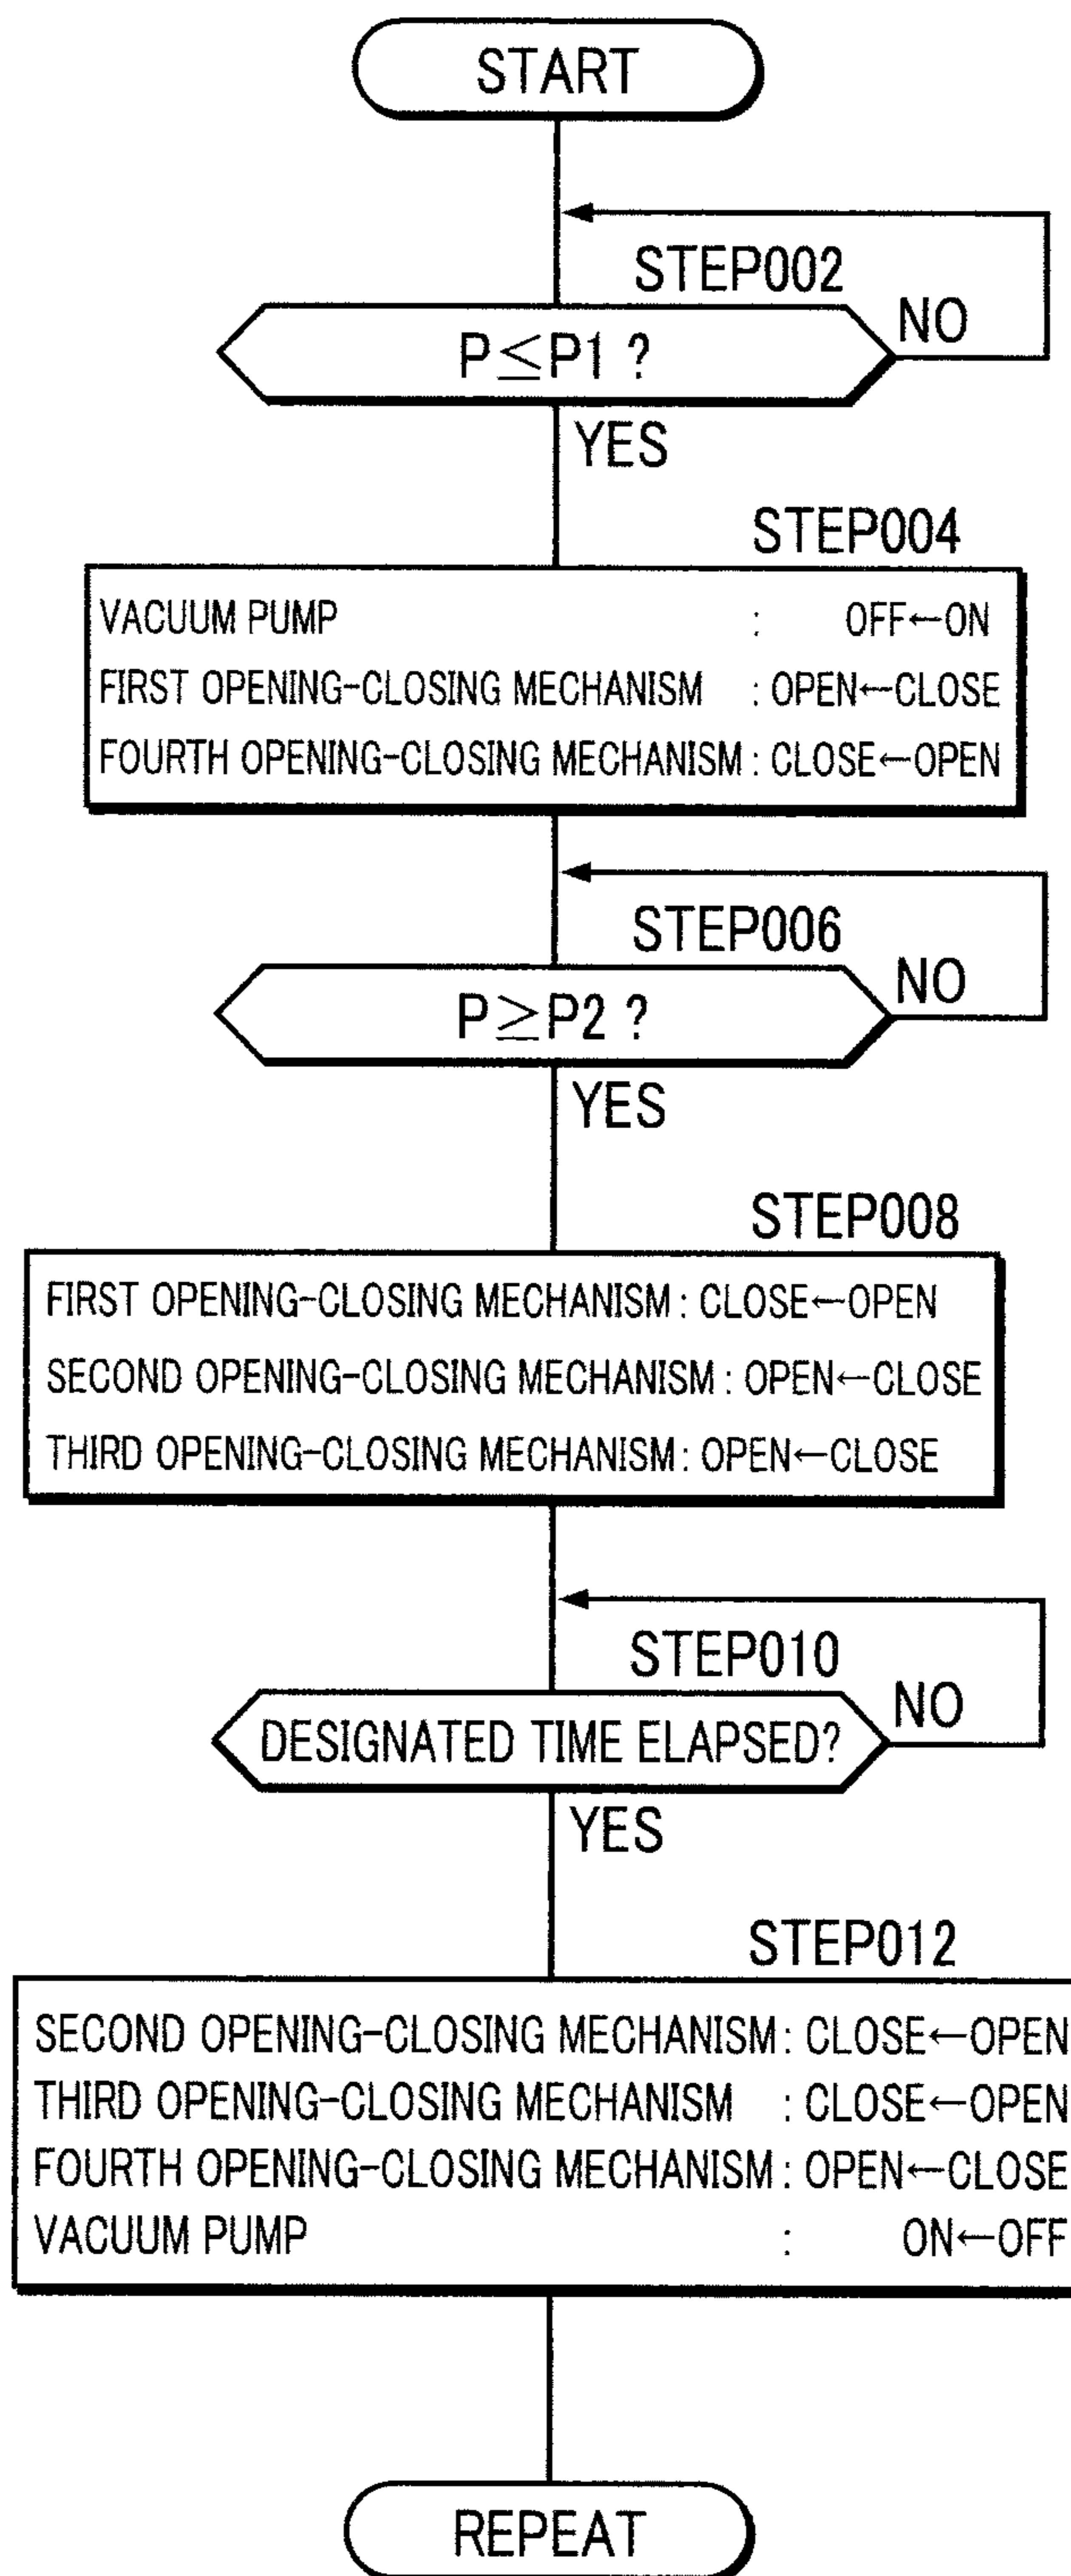 START
STEP002
P≦P1 ?
NO
YES
STEP004
VACUUM PUMP : OFF←ON
FIRST OPENING-CLOSING MECHANISM : OPEN←CLOSE
FOURTH OPENING-CLOSING MECHANISM : CLOSE←OPEN
STEP006
P≧P2 ?
NO
YES
STEP008
FIRST OPENING-CLOSING MECHANISM : CLOSE←OPEN
SECOND OPENING-CLOSING MECHANISM : OPEN←CLOSE
THIRD OPENING-CLOSING MECHANISM : OPEN←CLOSE
STEP010
DESIGNATED TIME ELAPSED?
NO
YES
STEP012
SECOND OPENING-CLOSING MECHANISM : CLOSE←OPEN
THIRD OPENING-CLOSING MECHANISM : CLOSE←OPEN
FOURTH OPENING-CLOSING MECHANISM : OPEN←CLOSE
VACUUM PUMP : ON←OFF
REPEAT